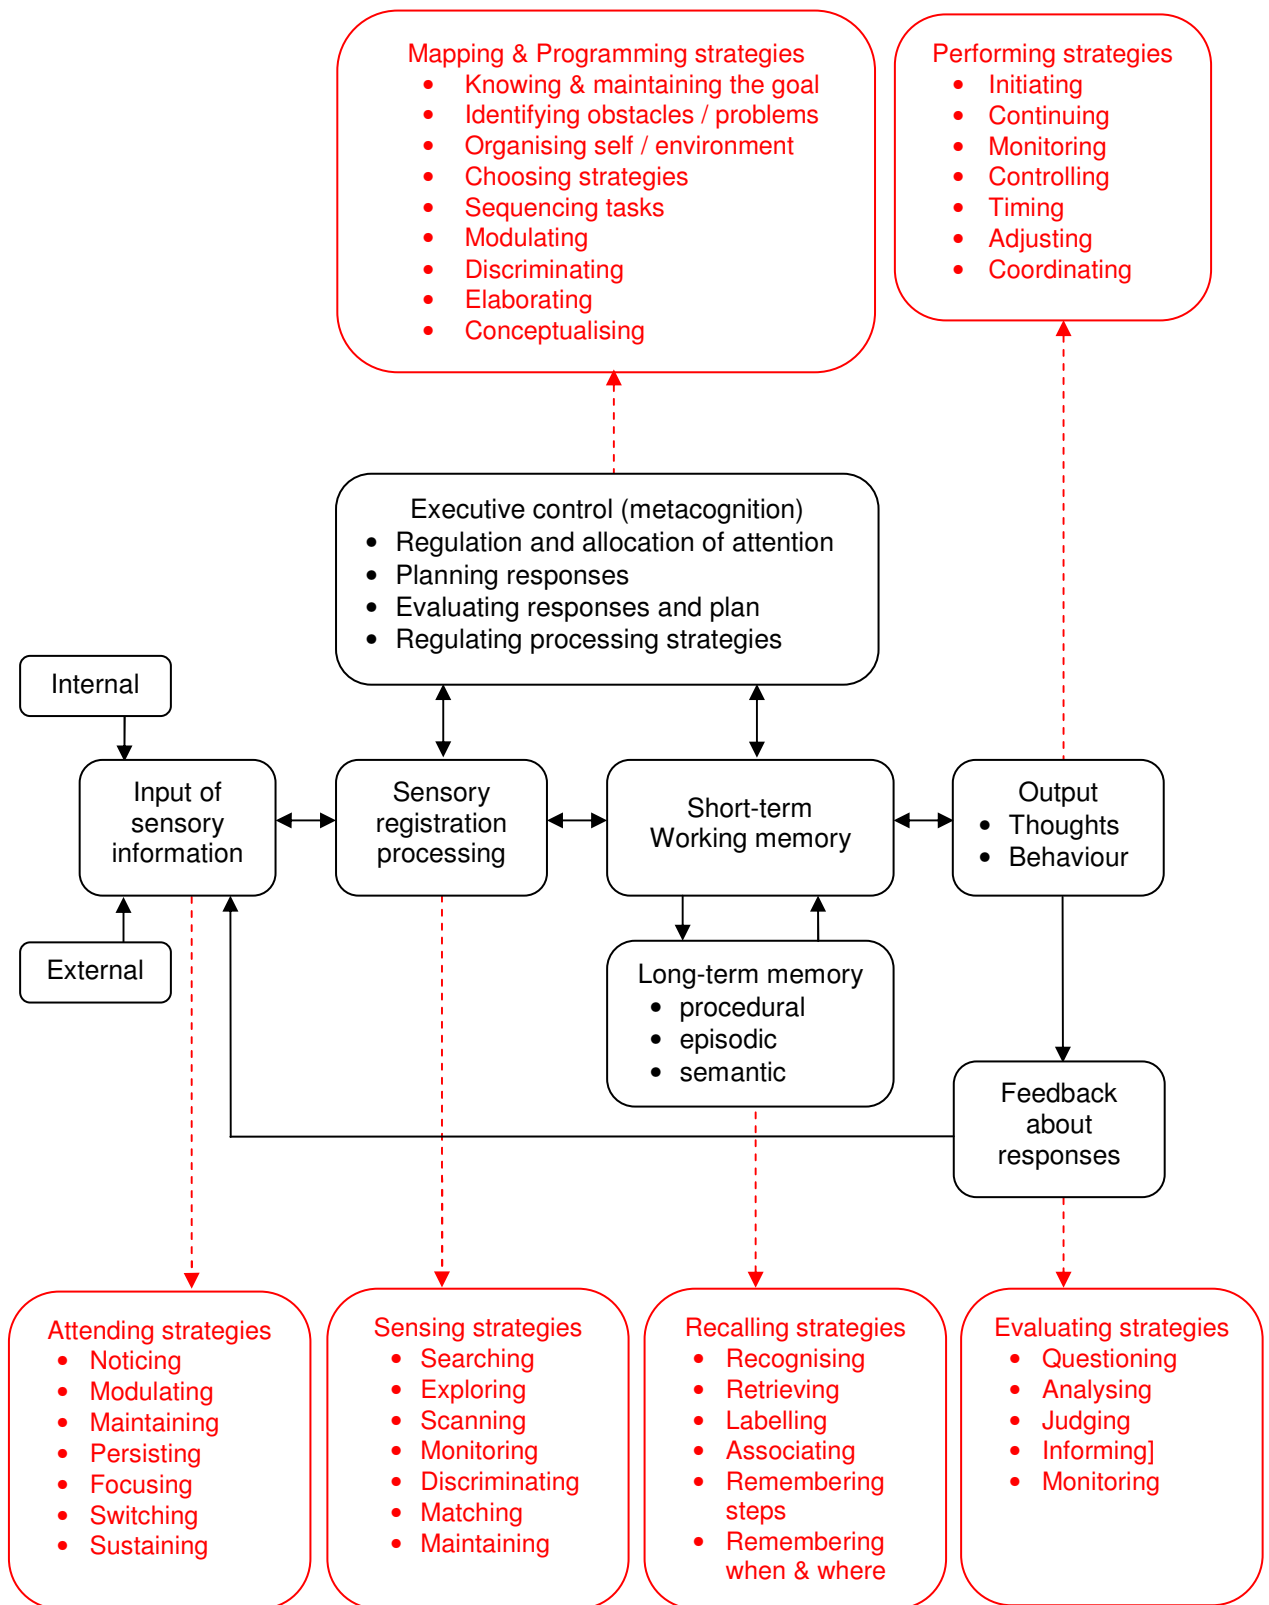 Mapping & Programming strategies
• Knowing & maintaining the goal
• Identifying obstacles / problems
• Organising self / environment
• Choosing strategies
• Sequencing tasks
• Modulating
• Discriminating
• Elaborating
• Conceptualising
Performing strategies
• Initiating
• Continuing
• Monitoring
• Controlling
• Timing
• Adjusting
• Coordinating
Executive control (metacognition)
• Regulation and allocation of attention
• Planning responses
• Evaluating responses and plan
• Regulating processing strategies
Internal
Input of
sensory
information
Sensory
registration
processing
Short-term
Working memory
Output
• Thoughts
• Behaviour
External
Long-term memory
• procedural
• episodic
• semantic
Feedback
about
responses
Attending strategies
• Noticing
• Modulating
• Maintaining
• Persisting
• Focusing
• Switching
• Sustaining
Sensing strategies
• Searching
• Exploring
• Scanning
• Monitoring
• Discriminating
• Matching
• Maintaining
Recalling strategies
• Recognising
• Retrieving
• Labelling
• Associating
• Remembering
steps
• Remembering
when & where
Evaluating strategies
• Questioning
• Analysing
• Judging
• Informing]
• Monitoring